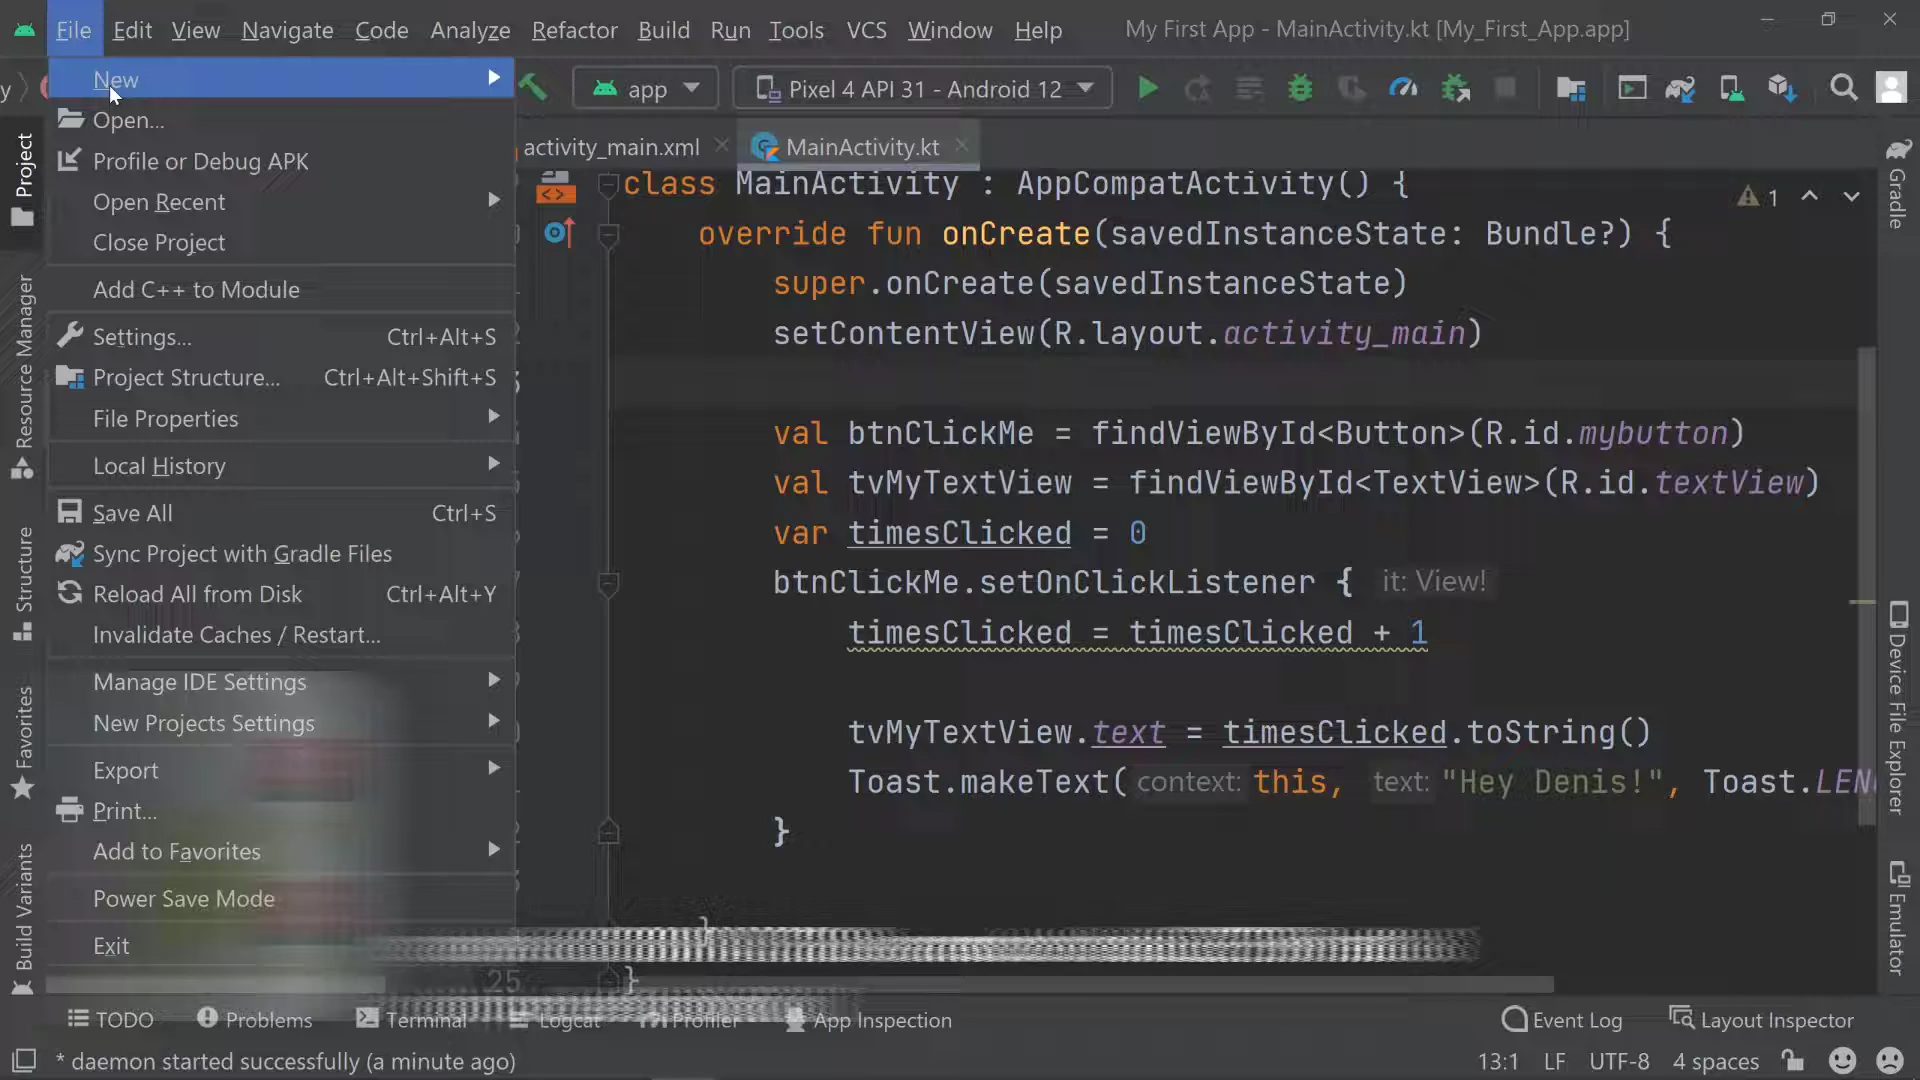 File Edit View Navigate Code Analyze Refactor Build Run Tools VCS Window Help My First App - MainActivity.kt [My_First_App.app]
y app Pixel 4 API 31 - Android 12
New
Open...
Profile or Debug APK
Open Recent
Close Project
Add C++ to Module
Settings... Ctrl+Alt+S
Project Structure... Ctrl+Alt+Shift+S
File Properties
Local History
Save All Ctrl+S
Sync Project with Gradle Files
Reload All from Disk Ctrl+Alt+Y
Invalidate Caches / Restart...
Manage IDE Settings
New Projects Settings
Export
Print...
Add to Favorites
Power Save Mode
Exit
Project
Resource Manager
Structure
Favorites
Build Variants
activity_main.xml MainActivity.kt
class MainActivity : AppCompatActivity() {
1
override fun onCreate(savedInstanceState: Bundle?) {
super.onCreate(savedInstanceState)
setContentView(R.layout.activity_main)
val btnClickMe = findViewById<Button>(R.id.mybutton)
val tvMyTextView = findViewById<TextView>(R.id.textView)
var timesClicked = 0
btnClickMe.setOnClickListener { it: View!
timesClicked = timesClicked + 1
tvMyTextView.text = timesClicked.toString()
Toast.makeText( context: this, text: "Hey Denis!", Toast.LEN
}
}
25 }
Gradle
Device File Explorer
Emulator
TODO Problems Terminal Logcat Profiler App Inspection Event Log Layout Inspector
* daemon started successfully (a minute ago) 13:1 LF UTF-8 4 spaces